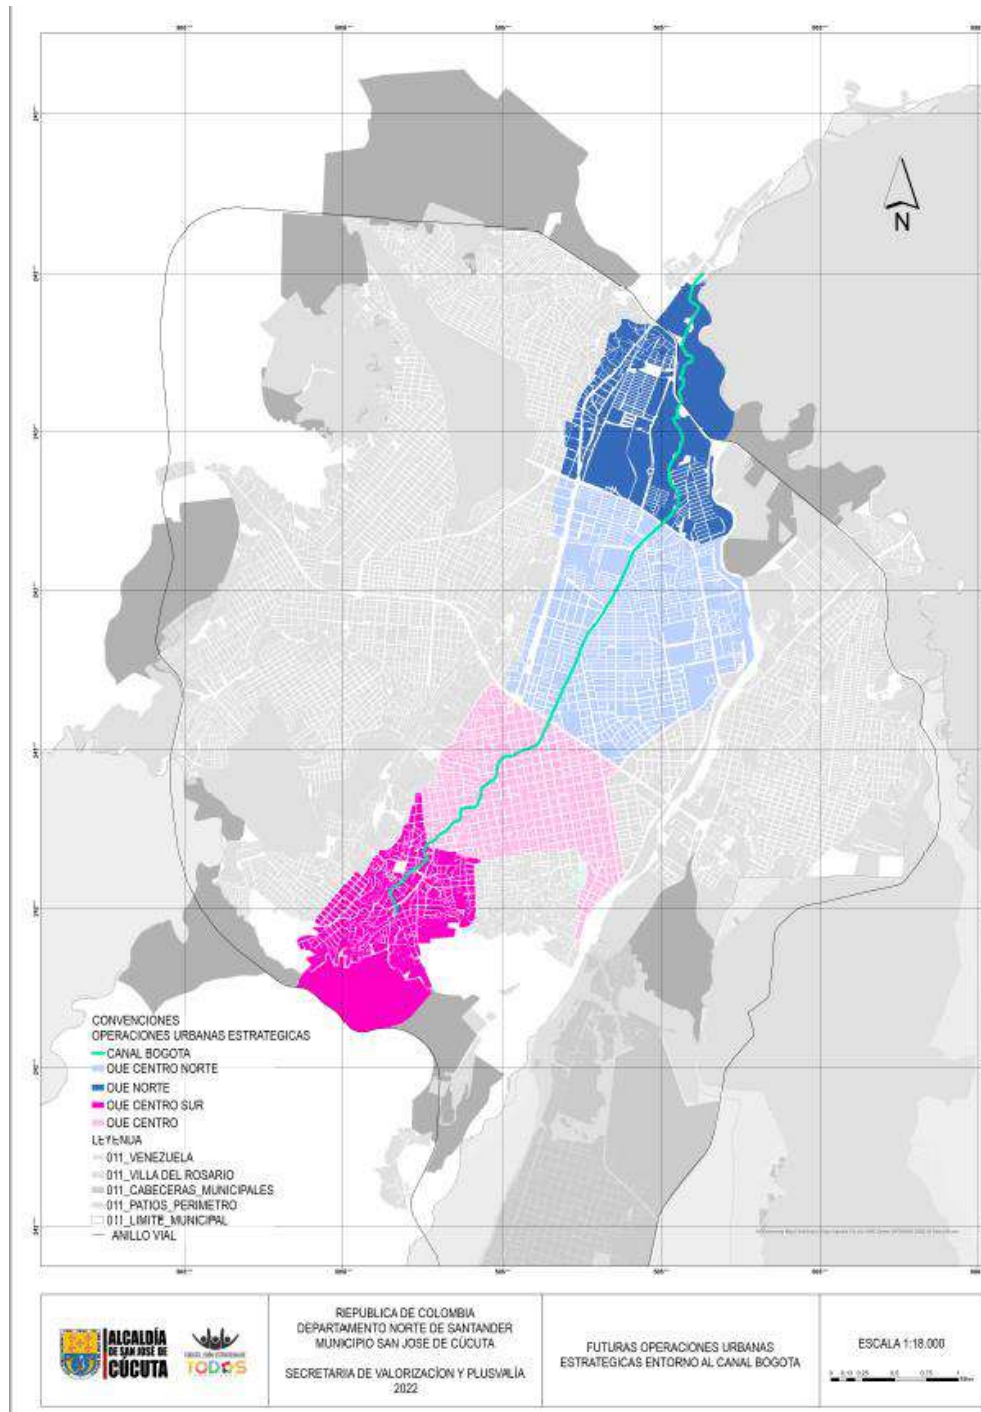 N
CONVENCIONES
OPERACIONES URBANAS ESTRATEGICAS
CANAL BOGOTA
OUE CENTRO NORTE
OUE NORTE
OUE CENTRO SUR
OUE CENTRO
LEYENDA
011_VENEZUELA
011_VILLA DEL ROSARIO
011_CABECERAS_MUNICIPALES
011_PATIOS_PERIMETRO
011_LIMITE_MUNICIPAL
ANILLO VIAL
ALCALDÍA
DE SAN JOSÉ DE
CÚCUTA
TODOS
REPUBLICA DE COLOMBIA
DEPARTAMENTO NORTE DE SANTANDER
MUNICIPIO SAN JOSE DE CÚCUTA
SECRETARIA DE VALORIZACÍON Y PLUSVALÍA
2022
FUTURAS OPERACIONES URBANAS
ESTRATEGICAS ENTORNO AL CANAL BOGOTA
ESCALA 1:18.000